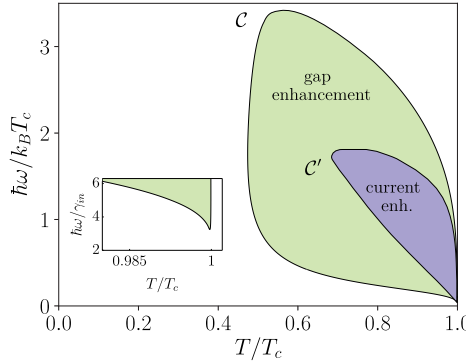 3
2
1
0
ħω/k_BT_c
C
gap
enhancement
C′
current
enh.
6
4
2
ħω/γ_in
0.985 1
T/T_c
0.0 0.2 0.4 0.6 0.8 1.0
T/T_c